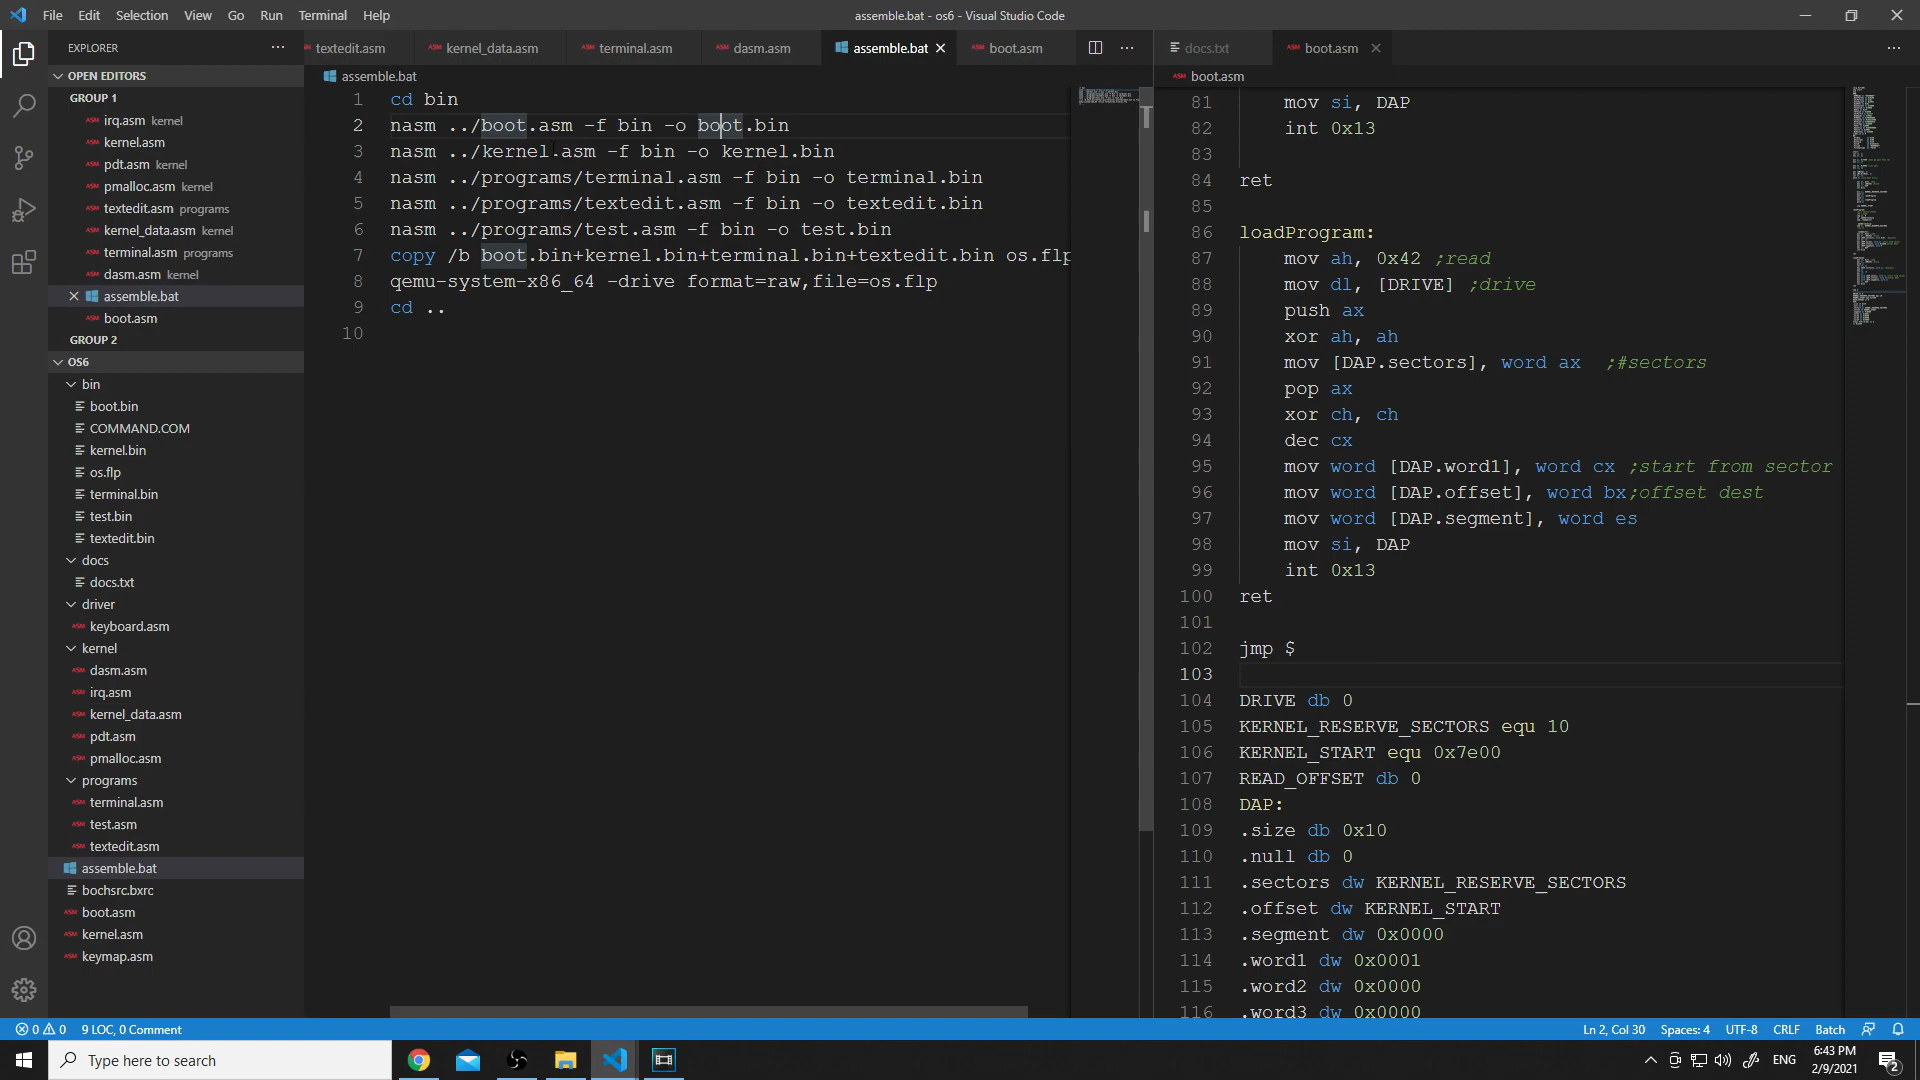 File Edit Selection View Go Run Terminal Help
assemble.bat - os6 - Visual Studio Code
EXPLORER
OPEN EDITORS
GROUP 1
irq.asm kernel
kernel.asm
pdt.asm kernel
pmalloc.asm kernel
textedit.asm programs
kernel_data.asm kernel
terminal.asm programs
dasm.asm kernel
assemble.bat
boot.asm
GROUP 2
OS6
bin
boot.bin
COMMAND.COM
kernel.bin
os.flp
terminal.bin
test.bin
textedit.bin
docs
docs.txt
driver
keyboard.asm
kernel
dasm.asm
irq.asm
kernel_data.asm
pdt.asm
pmalloc.asm
programs
terminal.asm
test.asm
textedit.asm
assemble.bat
bochsrc.bxrc
boot.asm
kernel.asm
keymap.asm
textedit.asm kernel_data.asm terminal.asm dasm.asm assemble.bat boot.asm
assemble.bat
1 cd bin
2 nasm ../boot.asm -f bin -o boot.bin
3 nasm ../kernel.asm -f bin -o kernel.bin
4 nasm ../programs/terminal.asm -f bin -o terminal.bin
5 nasm ../programs/textedit.asm -f bin -o textedit.bin
6 nasm ../programs/test.asm -f bin -o test.bin
7 copy /b boot.bin+kernel.bin+terminal.bin+textedit.bin os.flp
8 qemu-system-x86_64 -drive format=raw,file=os.flp
9 cd ..
10
docs.txt boot.asm
boot.asm
81 mov si, DAP
82 int 0x13
83
84 ret
85
86 loadProgram:
87 mov ah, 0x42 ;read
88 mov dl, [DRIVE] ;drive
89 push ax
90 xor ah, ah
91 mov [DAP.sectors], word ax ;#sectors
92 pop ax
93 xor ch, ch
94 dec cx
95 mov word [DAP.word1], word cx ;start from sector
96 mov word [DAP.offset], word bx;offset dest
97 mov word [DAP.segment], word es
98 mov si, DAP
99 int 0x13
100 ret
101
102 jmp $
103
104 DRIVE db 0
105 KERNEL_RESERVE_SECTORS equ 10
106 KERNEL_START equ 0x7e00
107 READ_OFFSET db 0
108 DAP:
109 .size db 0x10
110 .null db 0
111 .sectors dw KERNEL_RESERVE_SECTORS
112 .offset dw KERNEL_START
113 .segment dw 0x0000
114 .word1 dw 0x0001
115 .word2 dw 0x0000
116 .word3 dw 0x0000
0 0 9 LOC, 0 Comment
Ln 2, Col 30 Spaces: 4 UTF-8 CRLF Batch
Type here to search
ENG
6:43 PM
2/9/2021
2